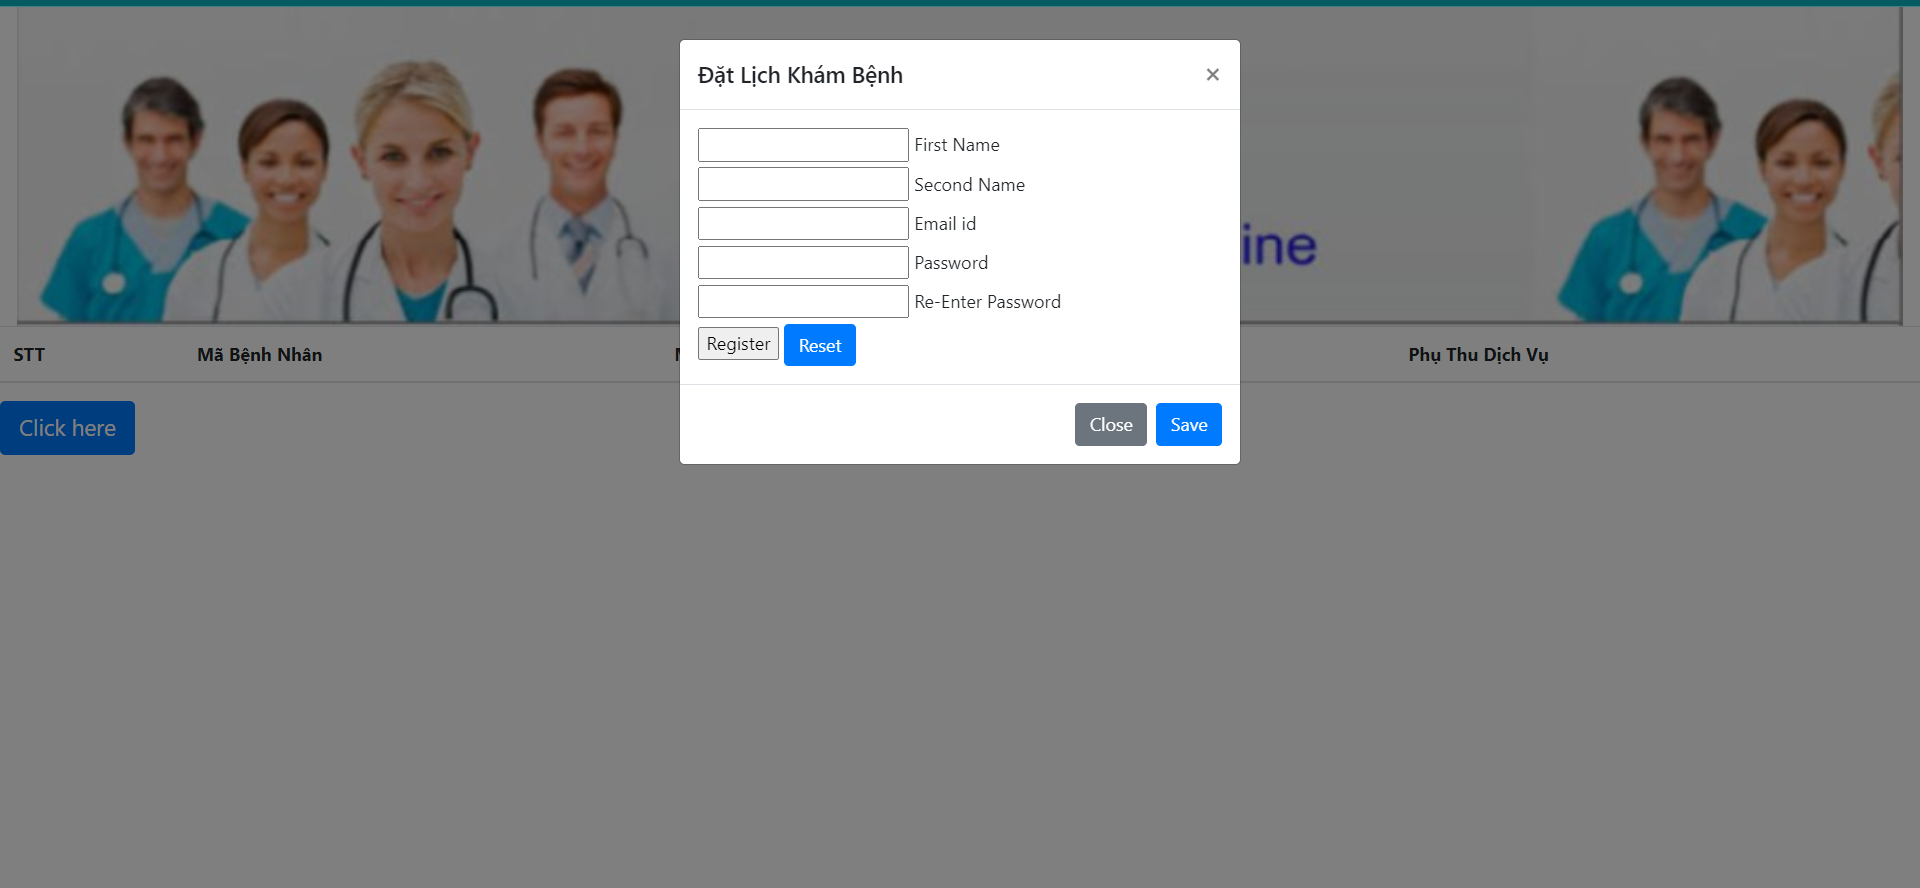 Đặt Lịch Khám Bệnh ×
First Name
Second Name
Email id
Password
Re-Enter Password
Register Reset
Close Save
ine
STT Mã Bệnh Nhân Phụ Thu Dịch Vụ
Click here